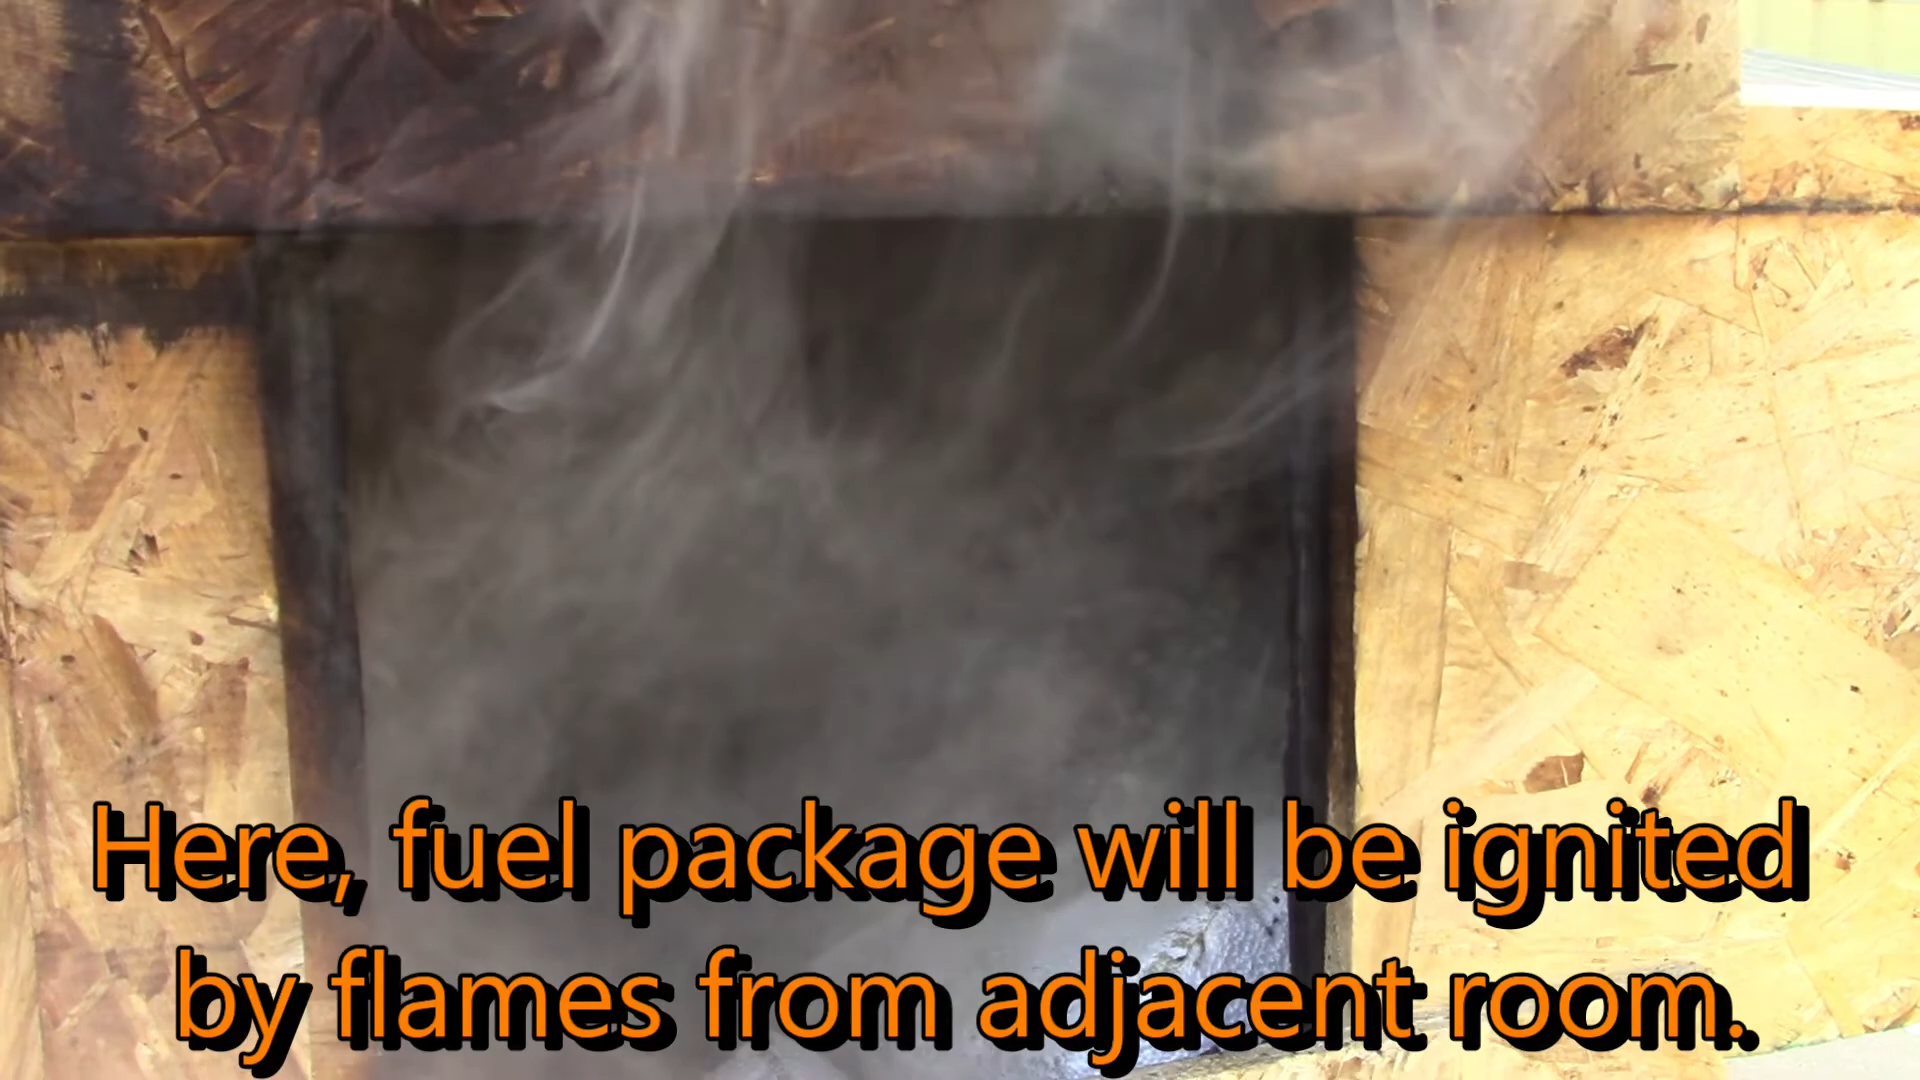 Here, fuel package will be ignited
by flames from adjacent room.